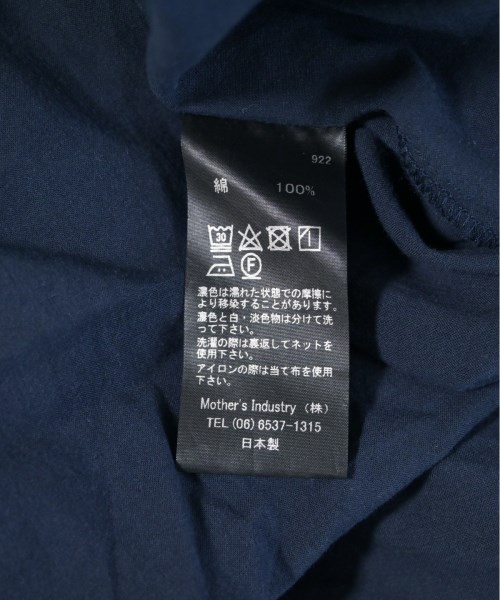 922
綿 100%
30
F
濃色は濡れた状態での摩擦に
より移染することがあります。
濃色と白・淡色物は分けて洗
って下さい。
洗濯の際は裏返してネットを
使用下さい。
アイロンの際は当て布を使用
下さい。
Mother's Industry （株）
TEL (06) 6537-1315
日本製